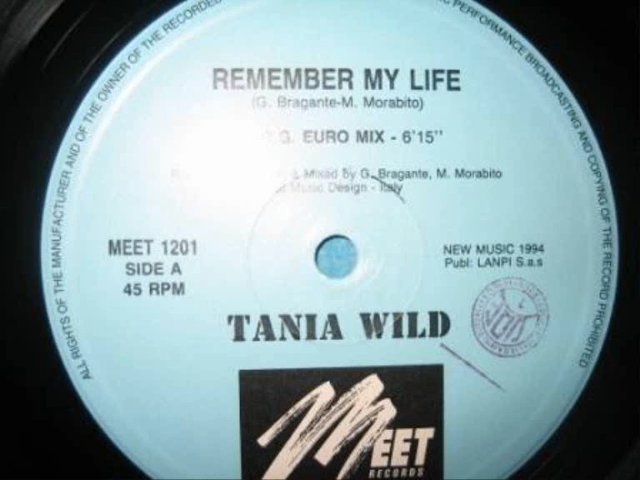 ALL RIGHTS OF THE MANUFACTURER AND OF THE OWNER OF THE RECORDED
PERFORMANCE BROADCASTING AND COPYING OF THE RECORD PROHIBITED
REMEMBER MY LIFE
(G. Bragante-M. Morabito)
G. EURO MIX - 6'15"
Mixed by G. Bragante, M. Morabito
Music Design - Italy
MEET 1201
SIDE A
45 RPM
NEW MUSIC 1994
Publ: LANPI S.a.s
TANIA WILD
MEET
RECORDS